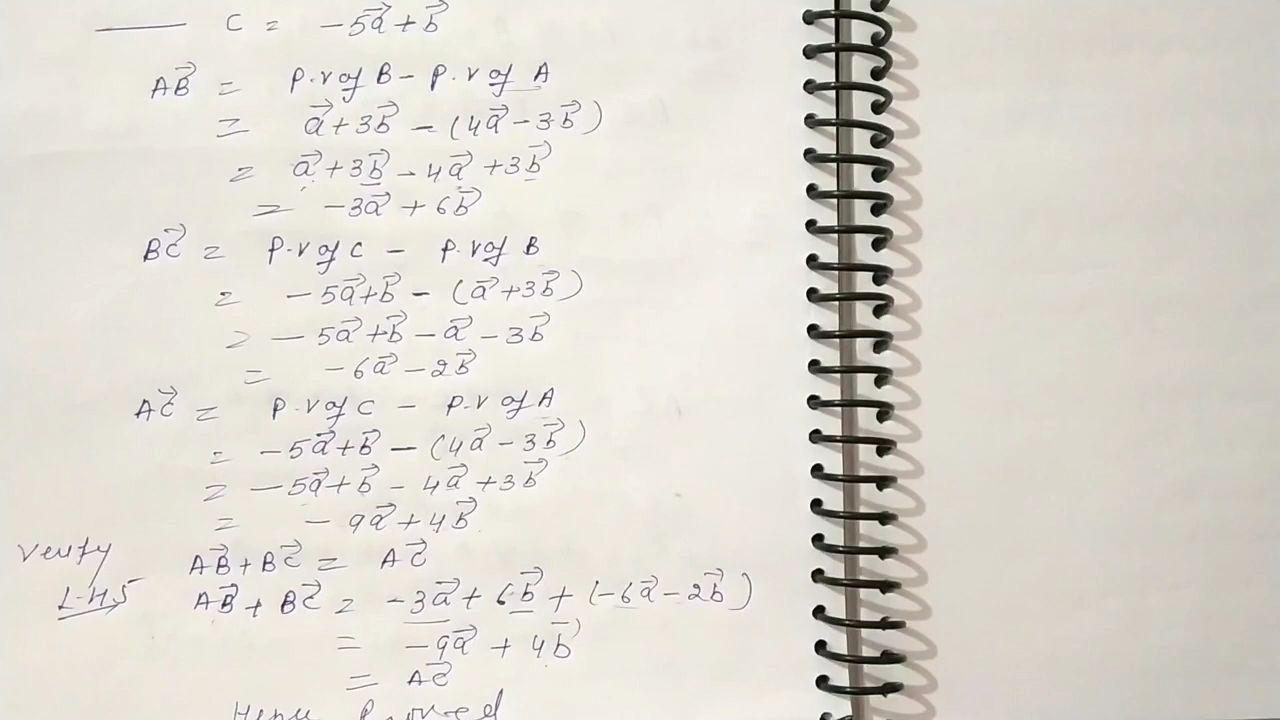 —— C = -5a⃗ + b⃗
AB⃗ = P.v of B - P.v of A
= a⃗ + 3b⃗ - (4a⃗ - 3b⃗)
= a⃗ + 3b⃗ - 4a⃗ + 3b⃗
= -3a⃗ + 6b⃗
BC⃗ = P.v of C - P.v of B
= -5a⃗ + b⃗ - (a⃗ + 3b⃗)
= -5a⃗ + b⃗ - a⃗ - 3b⃗
= -6a⃗ - 2b⃗
AC⃗ = P.v of C - P.v of A
= -5a⃗ + b⃗ - (4a⃗ - 3b⃗)
= -5a⃗ + b⃗ - 4a⃗ + 3b⃗
= -9a⃗ + 4b⃗
Verify AB⃗ + BC⃗ = AC⃗
L.H.S AB⃗ + BC⃗ = -3a⃗ + 6b⃗ + (-6a⃗ - 2b⃗)
= -9a⃗ + 4b⃗
= AC⃗
Proved